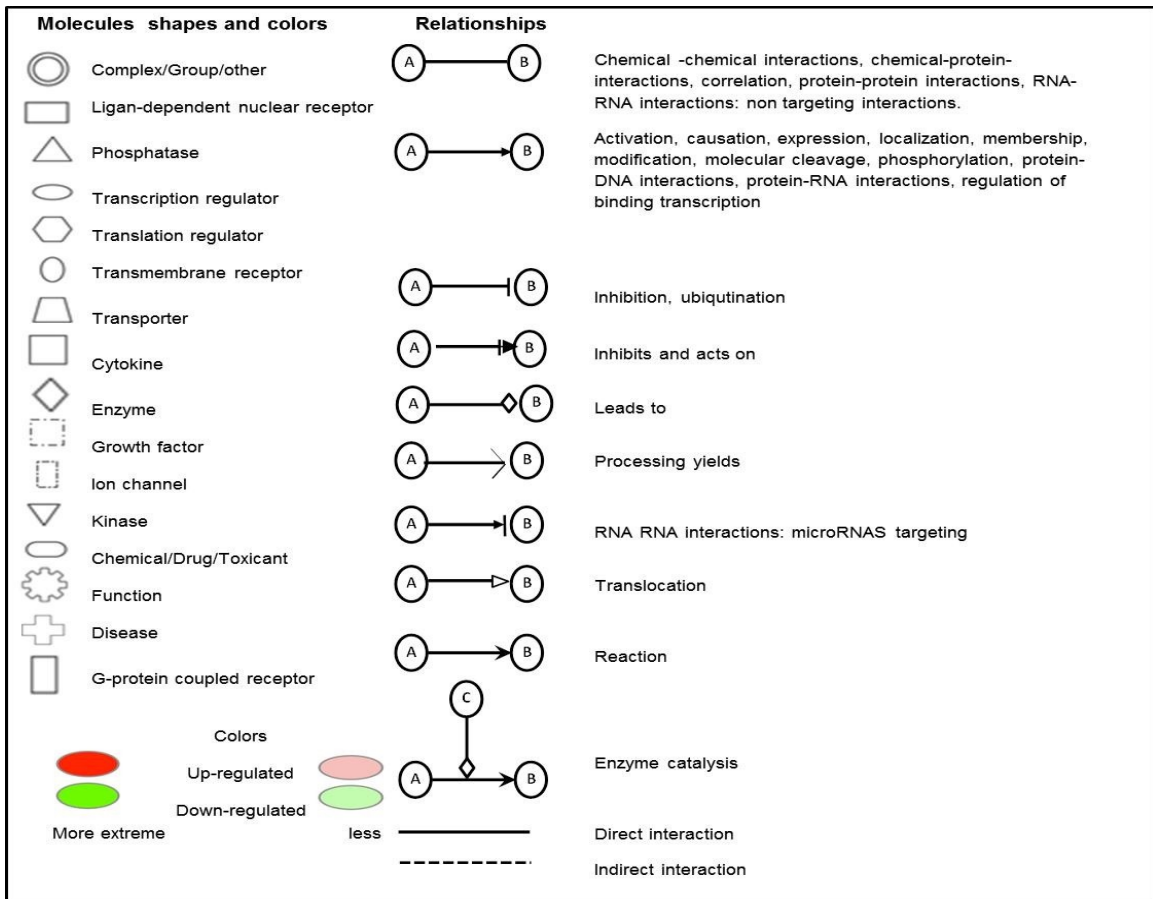 Molecules shapes and colors
Relationships
Complex/Group/other
Ligan-dependent nuclear receptor
Phosphatase
Transcription regulator
Translation regulator
Transmembrane receptor
Transporter
Cytokine
Enzyme
Growth factor
Ion channel
Kinase
Chemical/Drug/Toxicant
Function
Disease
G-protein coupled receptor
Colors
Up-regulated
Down-regulated
More extreme
less
A B
Chemical -chemical interactions, chemical-protein-
interactions, correlation, protein-protein interactions, RNA-
RNA interactions: non targeting interactions.
A B
Activation, causation, expression, localization, membership,
modification, molecular cleavage, phosphorylation, protein-
DNA interactions, protein-RNA interactions, regulation of
binding transcription
A B
Inhibition, ubiqutination
A B
Inhibits and acts on
A B
Leads to
A B
Processing yields
A B
RNA RNA interactions: microRNAS targeting
A B
Translocation
A B
Reaction
C
A B
Enzyme catalysis
Direct interaction
Indirect interaction